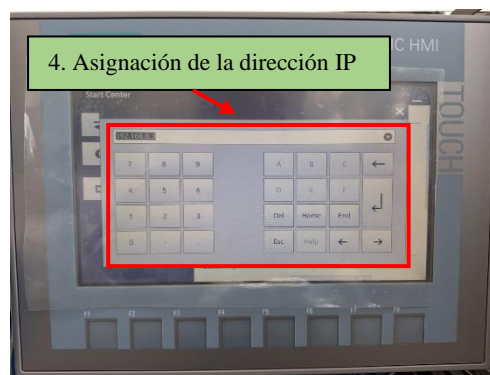 4. Asignación de la dirección IP
IC HMI
TOUCH
Start Center
192.168.0.3
7 8 9 A B C ←
4 5 6 D E F
1 2 3 Del Home End ↵
0 - . Esc Help ← →
F1 F2 F3 F4 F5 F6 F7 F8